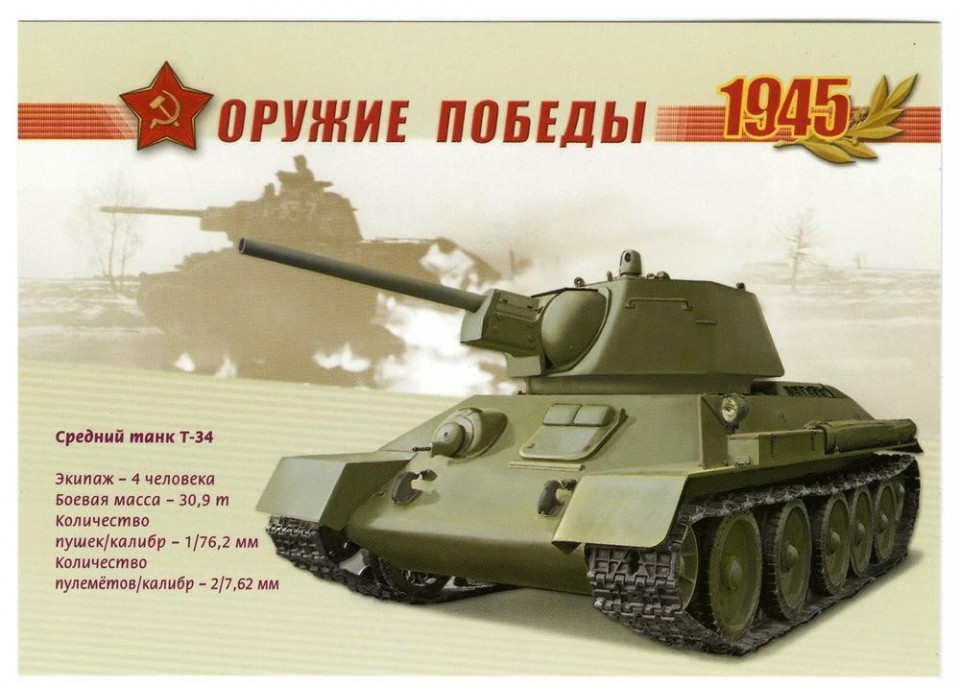 ОРУЖИЕ ПОБЕДЫ
1945
Средний танк Т-34
Экипаж – 4 человека
Боевая масса – 30,9 т
Количество
пушек/калибр – 1/76,2 мм
Количество
пулемётов/калибр – 2/7,62 мм